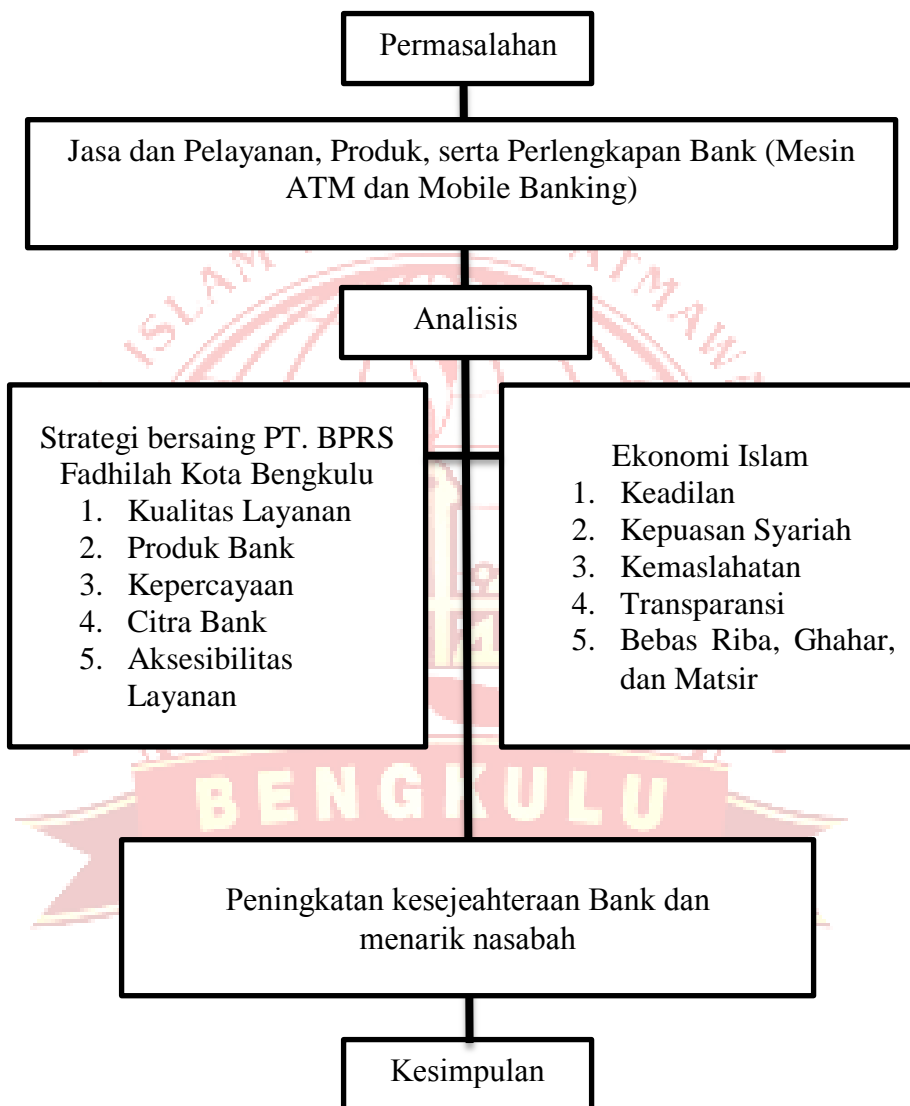 Permasalahan
Jasa dan Pelayanan, Produk, serta Perlengkapan Bank (Mesin
ATM dan Mobile Banking)
ISLAM
ATMAWA
Analisis
Strategi bersaing PT. BPRS
Fadhilah Kota Bengkulu
1. Kualitas Layanan
2. Produk Bank
3. Kepercayaan
4. Citra Bank
5. Aksesibilitas
Layanan
Ekonomi Islam
1. Keadilan
2. Kepuasan Syariah
3. Kemaslahatan
4. Transparansi
5. Bebas Riba, Ghahar,
dan Matsir
BENGKULU
Peningkatan kesejeahteraan Bank dan
menarik nasabah
Kesimpulan